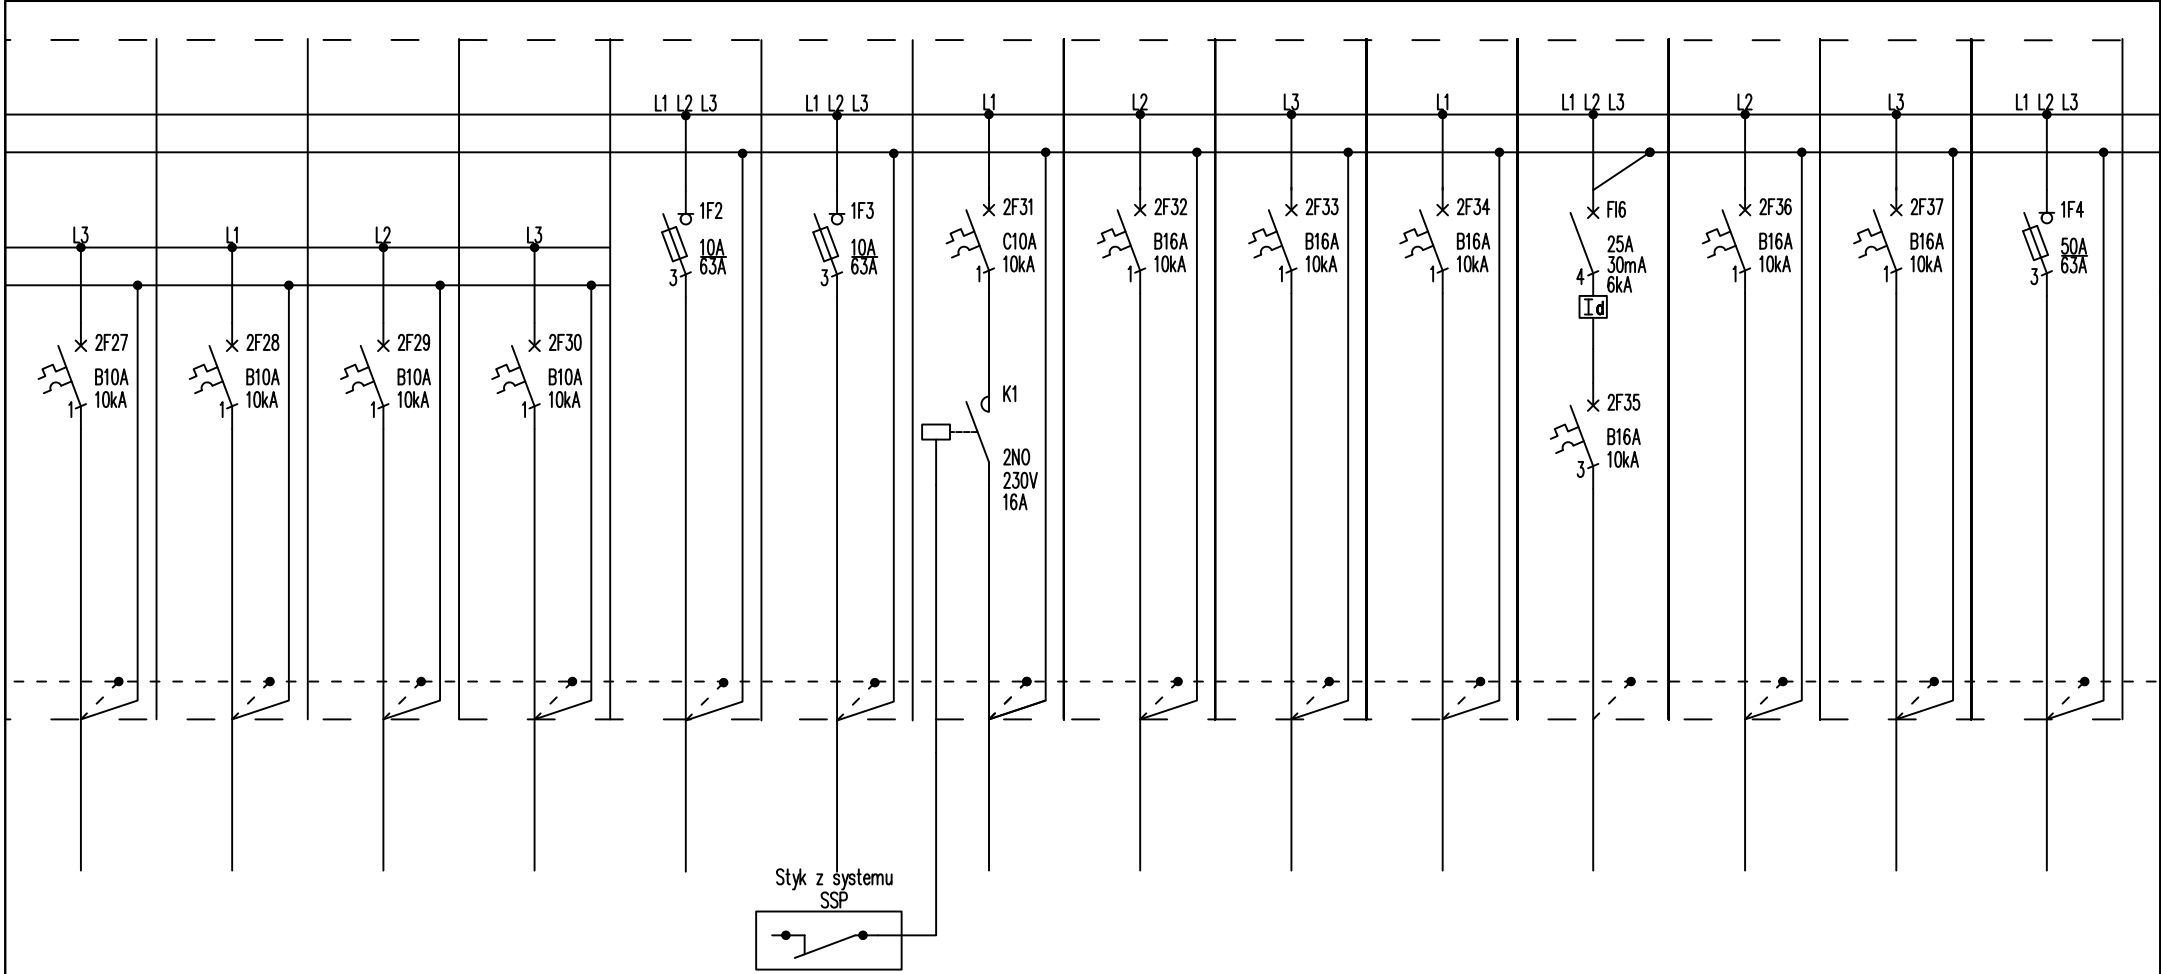 L1 L2 L3
L1 L2 L3
L1
L2
L3
L1
L1 L2 L3
L2
L3
L1 L2 L3
L3
L1
L2
L3
1F2
10A
63A
3
1F3
10A
63A
3
2F31
C10A
10kA
1
2F32
B16A
10kA
1
2F33
B16A
10kA
1
2F34
B16A
10kA
1
FI6
25A
30mA
6kA
4
Id
2F36
B16A
10kA
1
2F37
B16A
10kA
1
1F4
50A
63A
3
2F27
B10A
10kA
1
2F28
B10A
10kA
1
2F29
B10A
10kA
1
2F30
B10A
10kA
1
K1
2NO
230V
16A
2F35
B16A
10kA
3
Styk z systemu
SSP